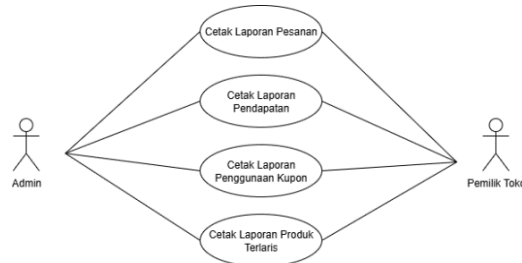 Cetak Laporan Pesanan
Cetak Laporan
Pendapatan
Admin
Cetak Laporan
Penggunaan Kupon
Pemilik Toko
Cetak Laporan Produk
Terlaris